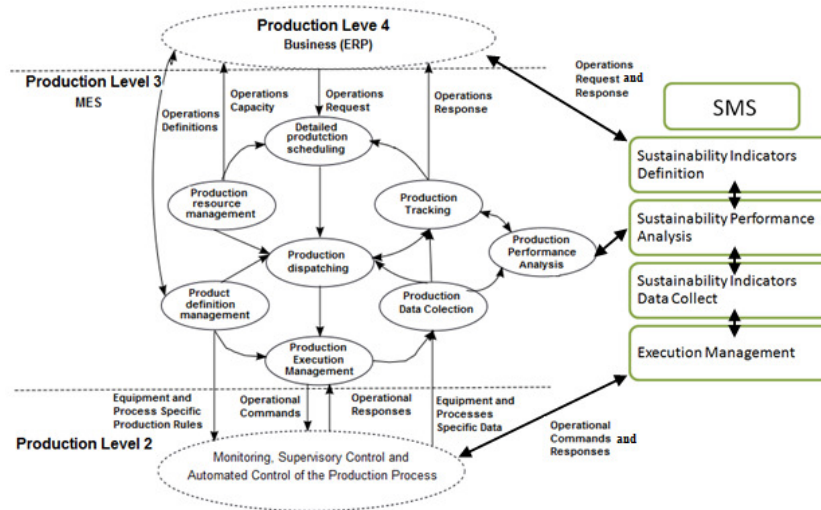 Production Leve 4
Business (ERP)
Production Level 3
MES
Operations
Definitions
Operations
Capacity
Operations
Request
Operations
Response
Operations
Request and
Response
SMS
Detailed
produtction
scheduling
Sustainability Indicators
Definition
Production
resource
management
Production
Tracking
Sustainability Performance
Analysis
Production
Performance
Analysis
Production
dispatching
Sustainability Indicators
Data Collect
Product
definition
management
Production
Data Colection
Production
Execution
Management
Execution Management
Equipment and
Process Specific
Production Rules
Operational
Commands
Operational
Responses
Equipment and
Processes
Specific Data
Operational
Commands and
Responses
Production Level 2
Monitoring, Supervisory Control and
Automated Control of the Production Process